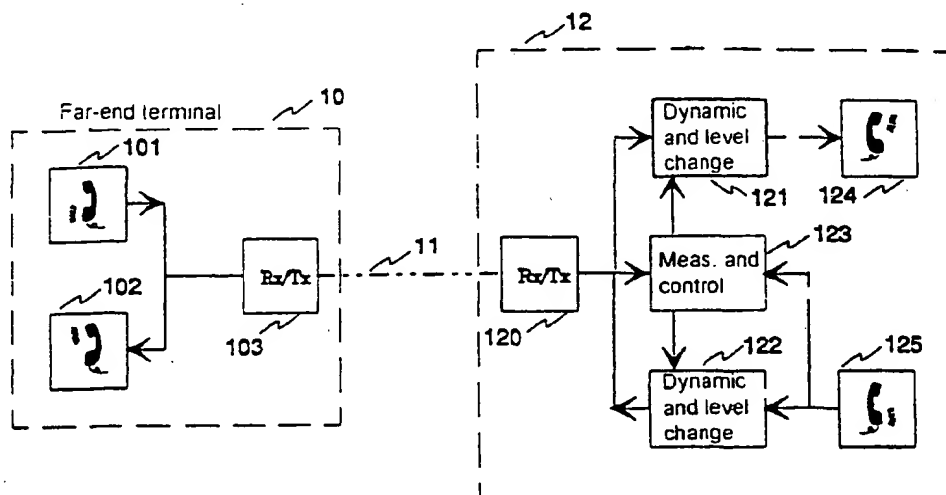 12
Far-end terminal
10
101
102
Rx/Tx
103
11
Rx/Tx
120
Dynamic
and level
change
121
124
Meas. and
control
123
122
Dynamic
and level
change
125